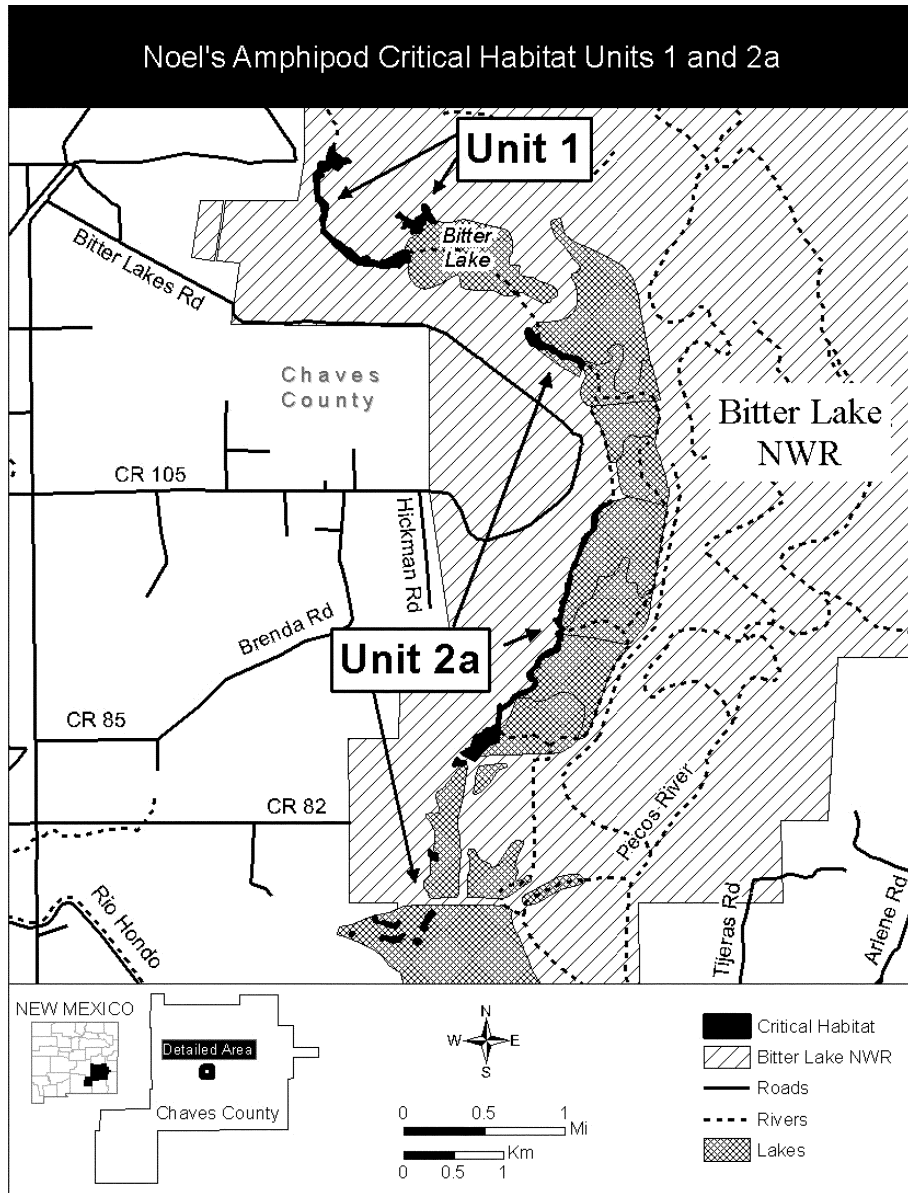 Noel's Amphipod Critical Habitat Units 1 and 2a
Unit 1
Bitter
Lake
Bitter Lakes Rd
Chaves
County
Bitter Lake
NWR
CR 105
Hickman Rd
Brenda Rd
Unit 2a
CR 85
CR 82
Pecos River
Rio Hondo
Tijeras Rd
Arlene Rd
NEW MEXICO
Detailed Area
Chaves County
N
W E
S
0 0.5 1
Mi
Km
0 0.5 1
Critical Habitat
Bitter Lake NWR
Roads
Rivers
Lakes